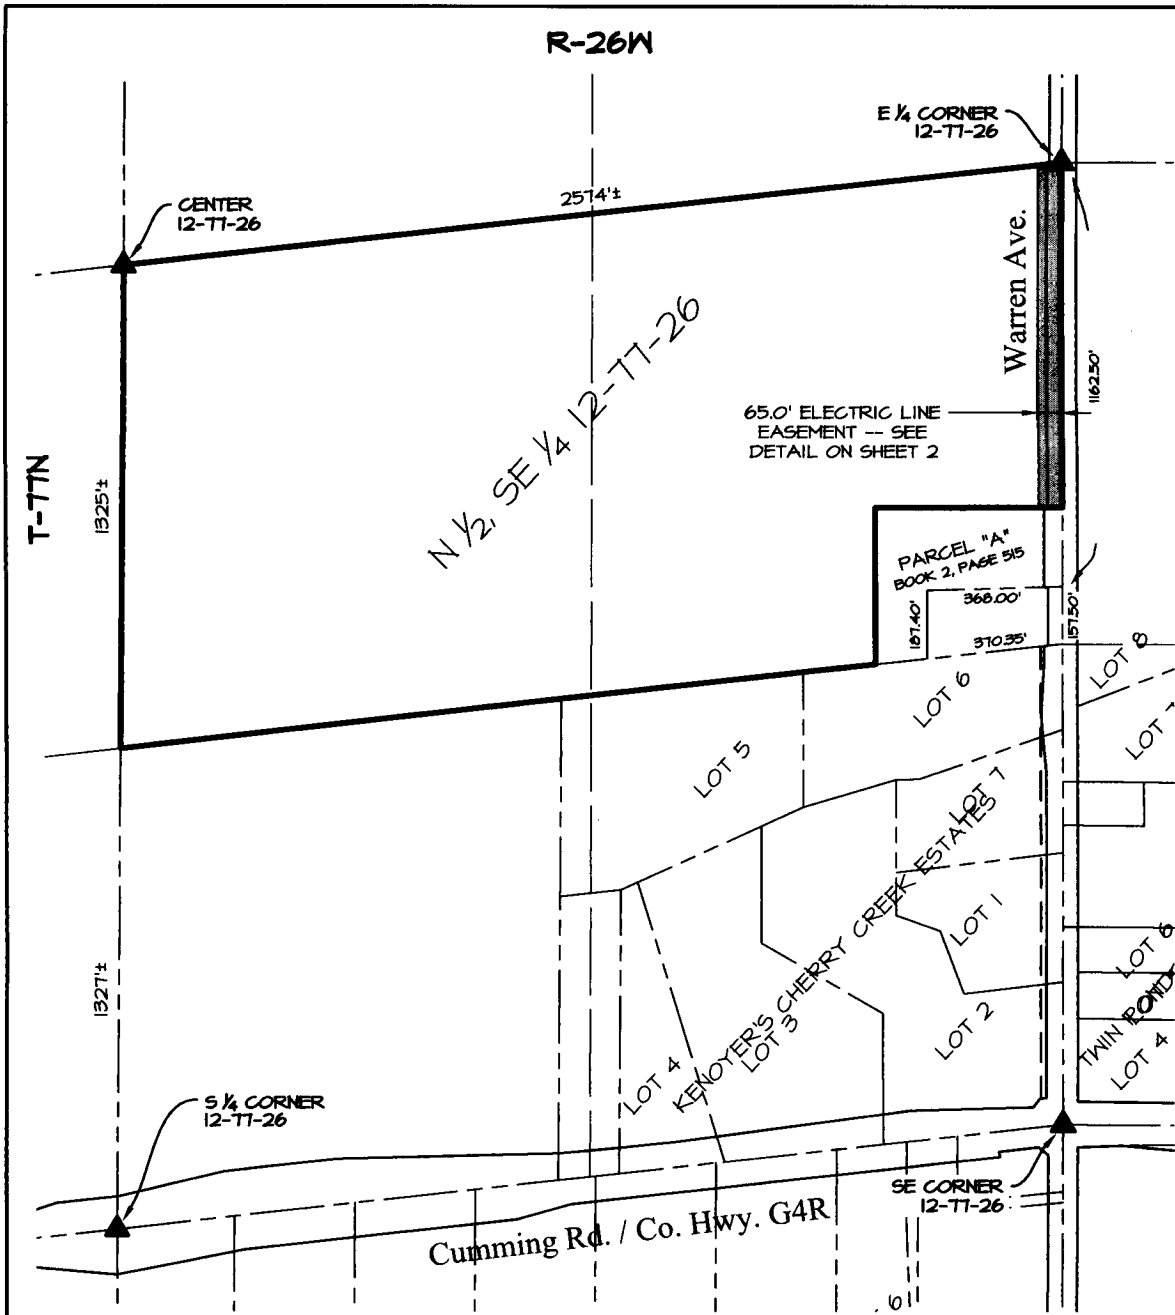 R-26W
E ¼ CORNER
12-77-26
CENTER
12-77-26
2574'±
Warren Ave.
1162.50'
65.0' ELECTRIC LINE
EASEMENT -- SEE
DETAIL ON SHEET 2
N ½, SE ¼ 12-77-26
T-77N
1325'±
PARCEL "A"
BOOK 2, PAGE 515
368.00'
187.40'
157.50'
370.35'
LOT 8
LOT 6
LOT 7
LOT 5
LOT 7
KENOYER'S CHERRY CREEK ESTATES
LOT 1
LOT 6
1327'±
LOT 2
LOT 3
TWIN POND
LOT 4
LOT 4
S ¼ CORNER
12-77-26
SE CORNER
12-77-26
Cumming Rd. / Co. Hwy. G4R